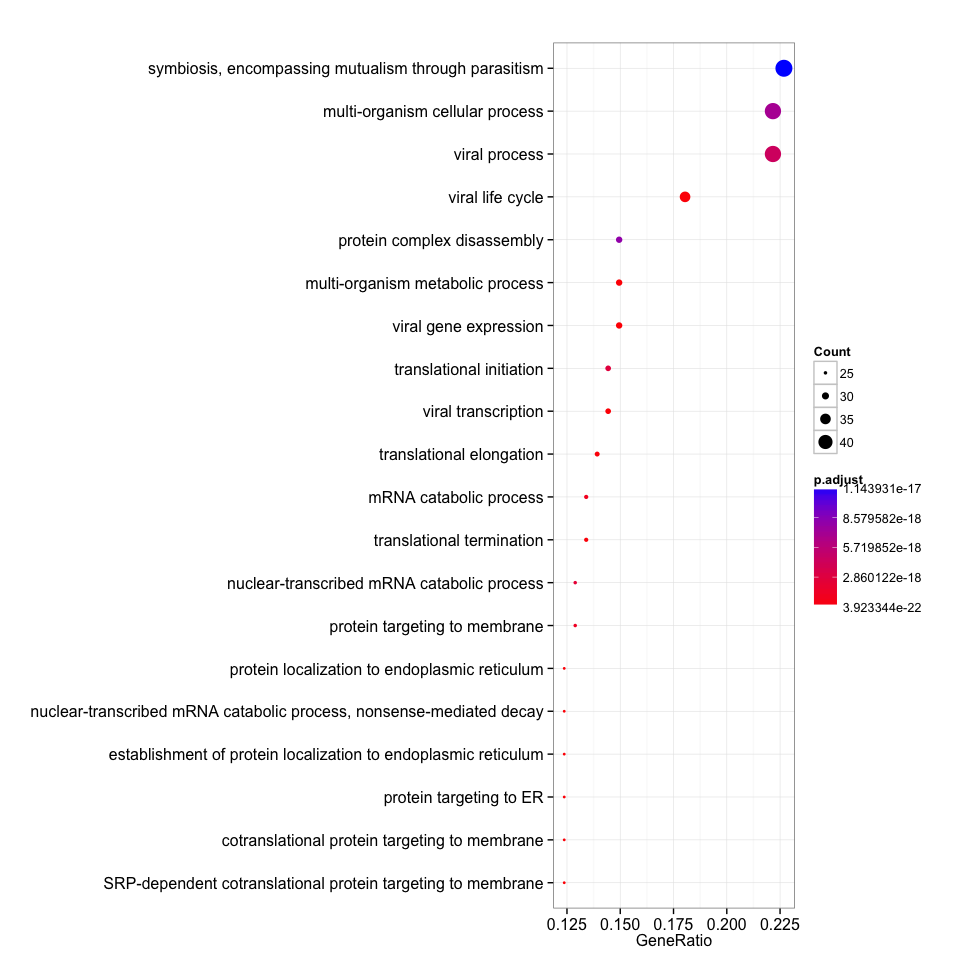 symbiosis, encompassing mutualism through parasitism
multi-organism cellular process
viral process
viral life cycle
protein complex disassembly
multi-organism metabolic process
viral gene expression
translational initiation
viral transcription
translational elongation
mRNA catabolic process
translational termination
nuclear-transcribed mRNA catabolic process
protein targeting to membrane
protein localization to endoplasmic reticulum
nuclear-transcribed mRNA catabolic process, nonsense-mediated decay
establishment of protein localization to endoplasmic reticulum
protein targeting to ER
cotranslational protein targeting to membrane
SRP-dependent cotranslational protein targeting to membrane
0.125 0.150 0.175 0.200 0.225
GeneRatio
Count
25
30
35
40
p.adjust
1.143931e-17
8.579582e-18
5.719852e-18
2.860122e-18
3.923344e-22